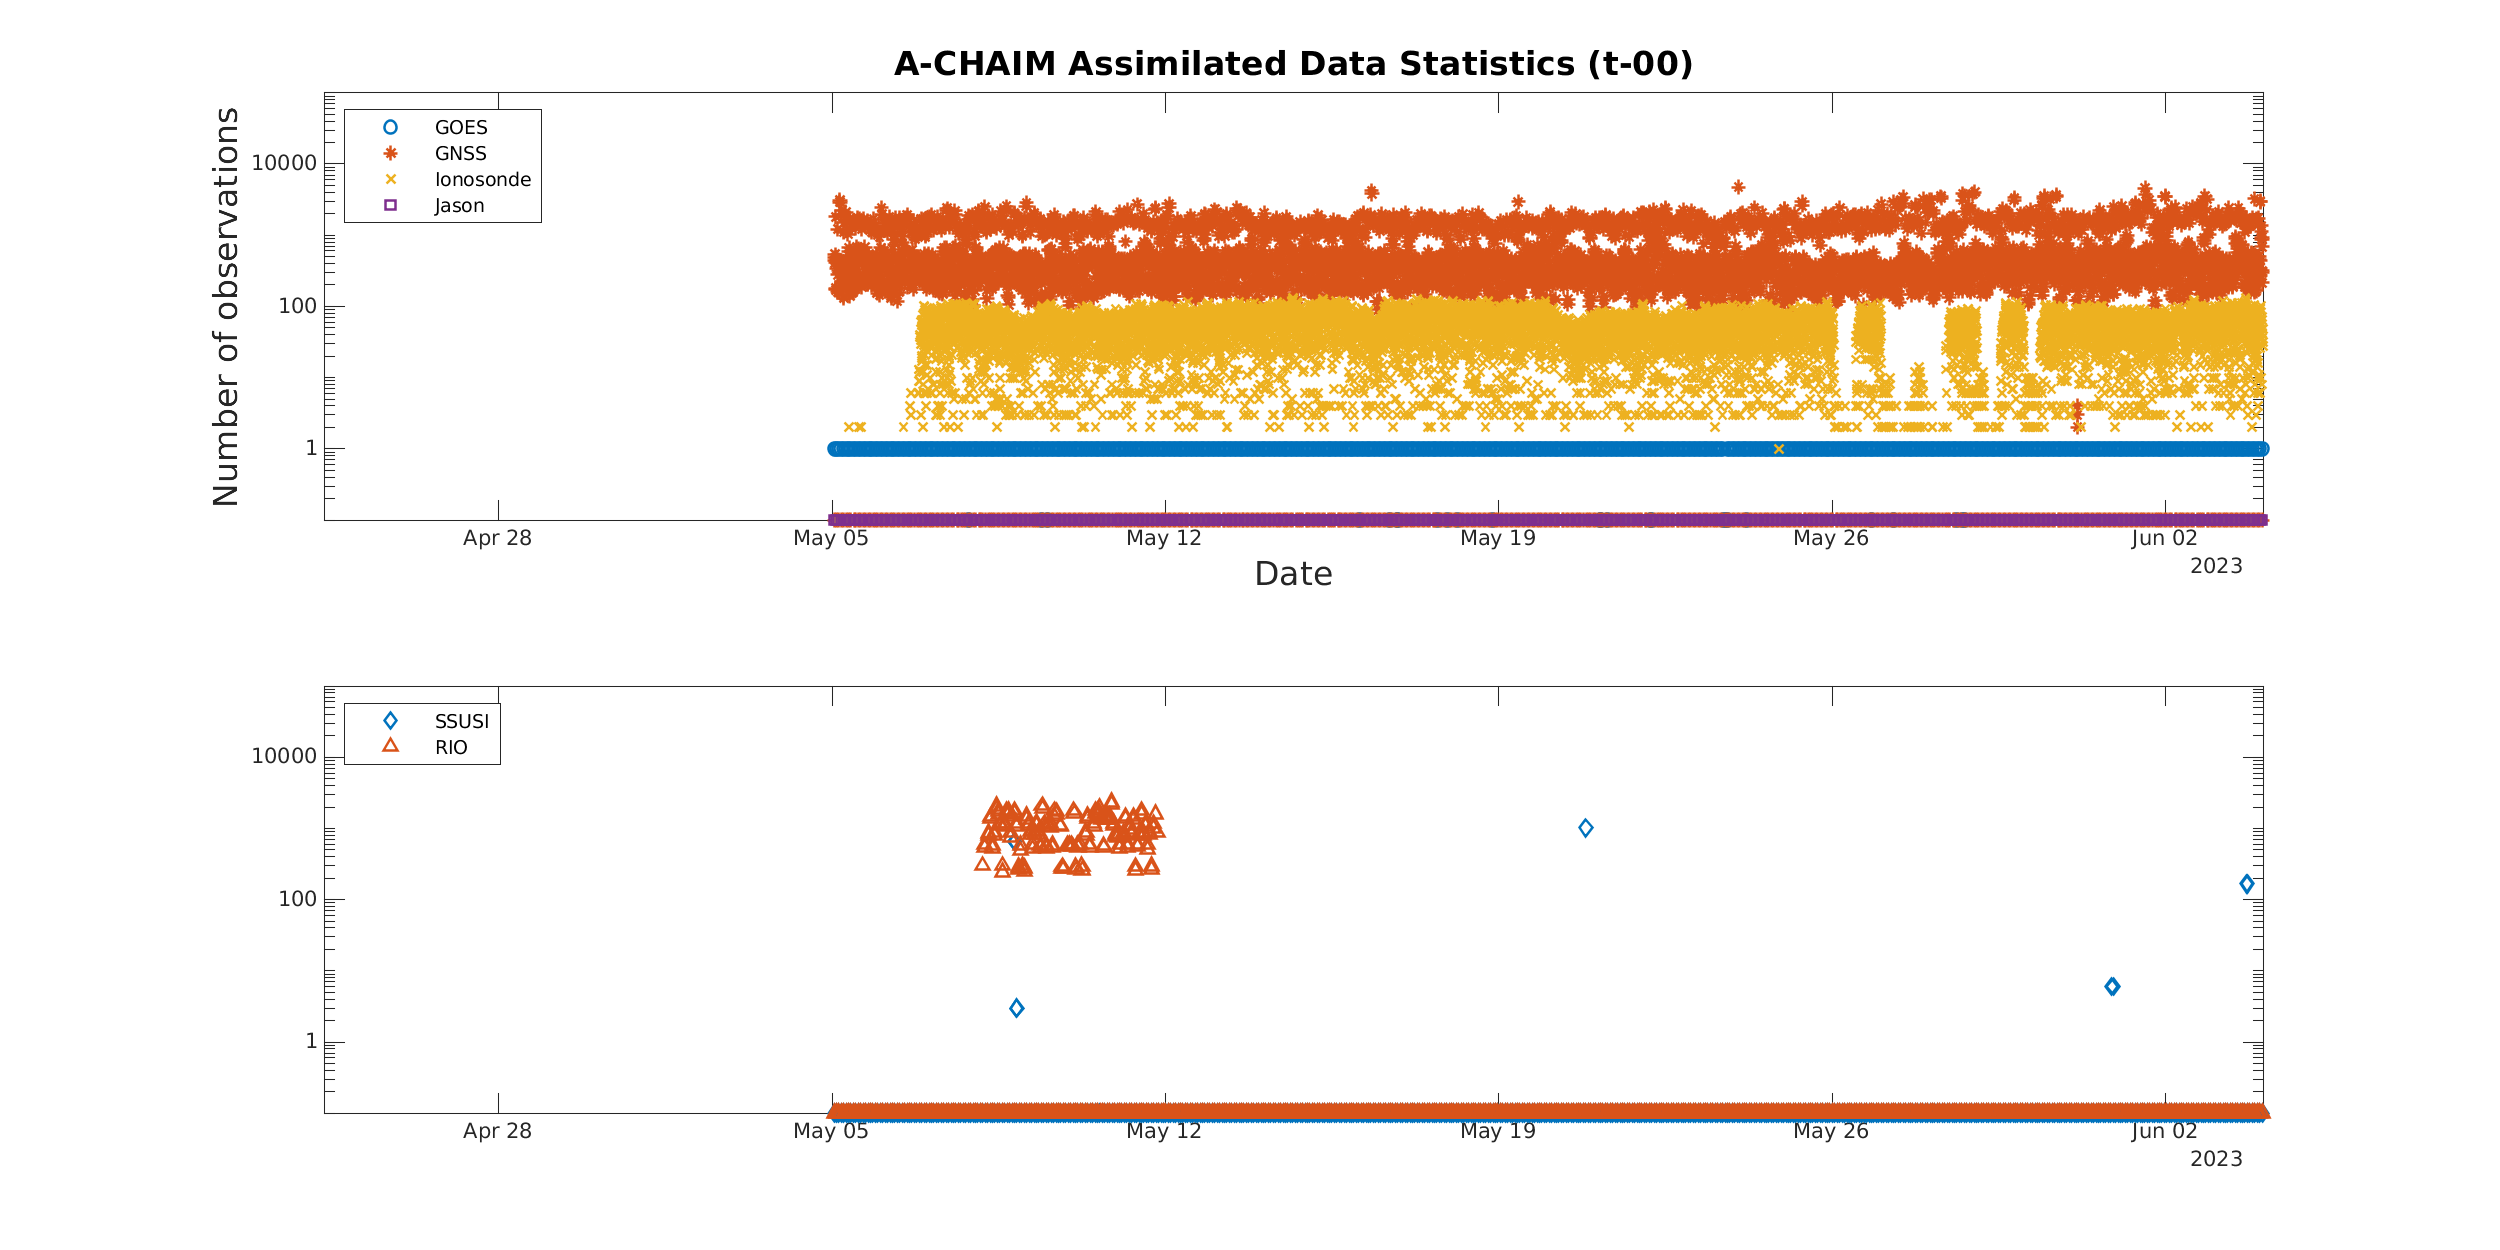 A-CHAIM Assimilated Data Statistics (t-00)
Number of observations
10000
100
1
GOES
GNSS
Ionosonde
Jason
Apr 28 May 05 May 12 May 19 May 26 Jun 02
2023
Date
10000
100
1
SSUSI
RIO
Apr 28 May 05 May 12 May 19 May 26 Jun 02
2023